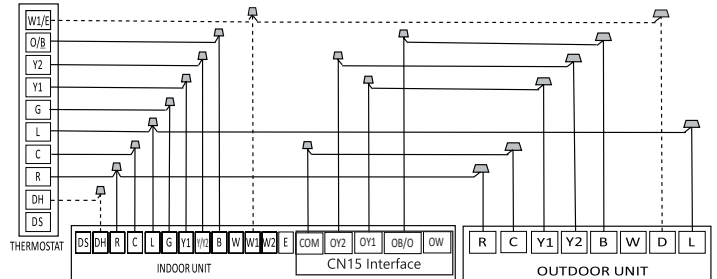 W1/E
O/B
Y2
Y1
G
L
C
R
DH
DS
THERMOSTAT
DS DH R C L G Y1 Y/Y2 B W W1 W2 E
INDOOR UNIT
COM OY2 OY1 OB/O OW
CN15 Interface
R C Y1 Y2 B W D L
OUTDOOR UNIT